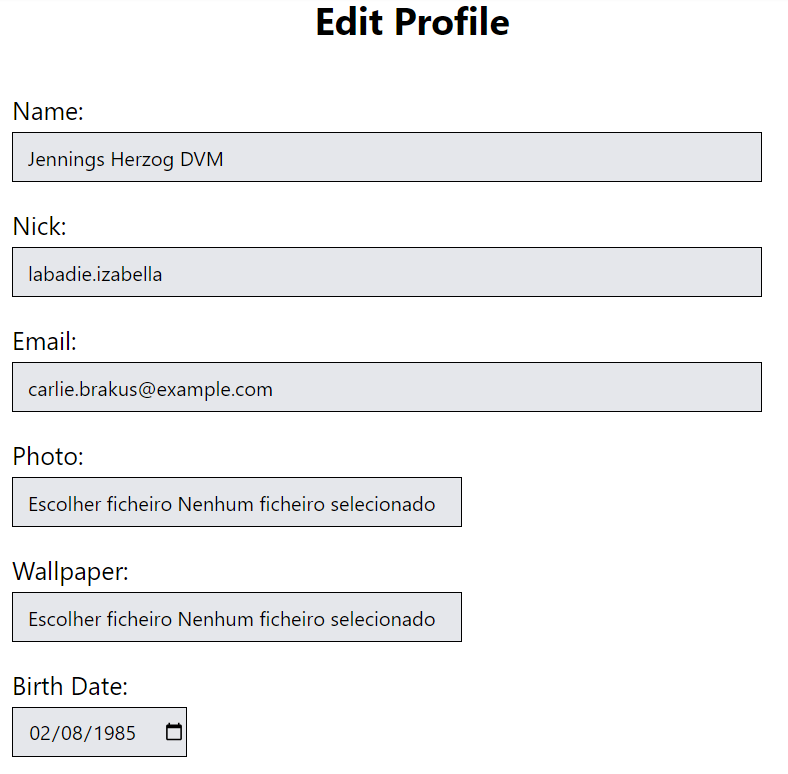 Edit Profile
Name:
Jennings Herzog DVM
Nick:
labadie.izabella
Email:
carlie.brakus@example.com
Photo:
Escolher ficheiro Nenhum ficheiro selecionado
Wallpaper:
Escolher ficheiro Nenhum ficheiro selecionado
Birth Date:
02/08/1985